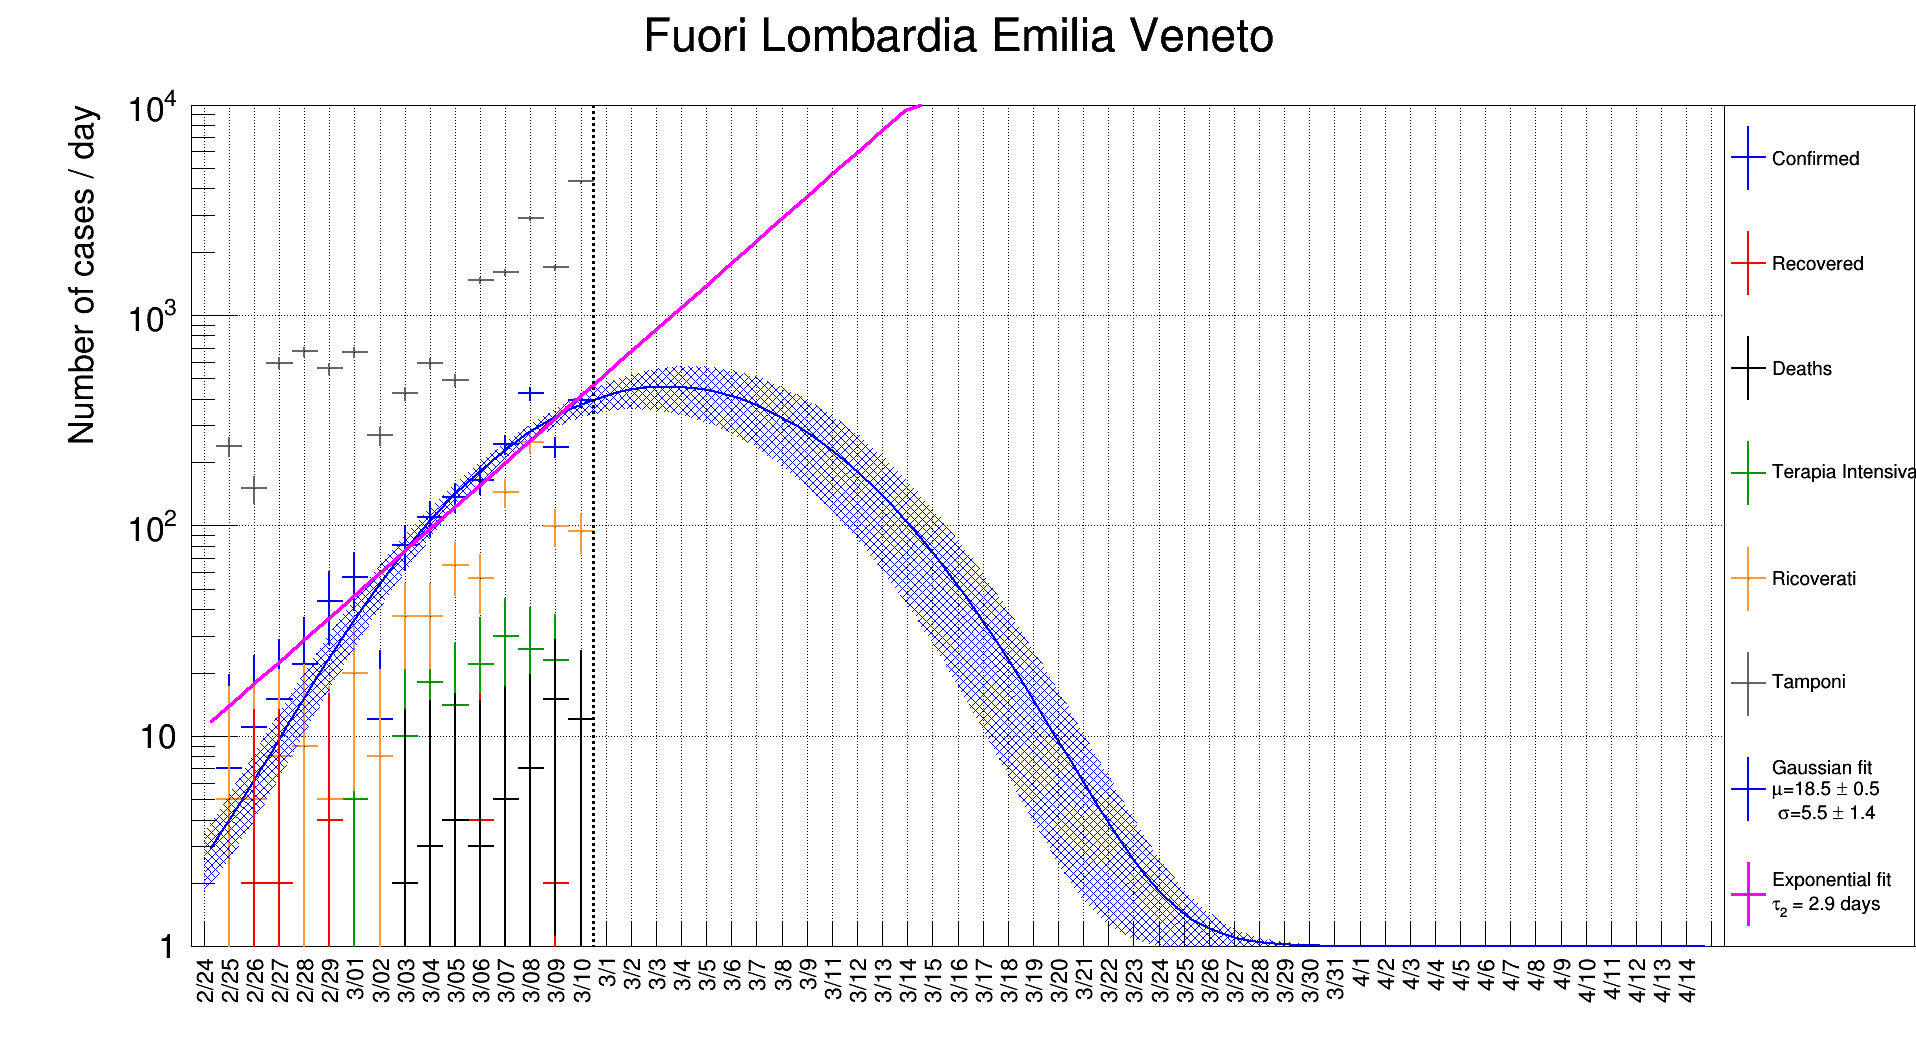 Fuori Lombardia Emilia Veneto
Number of cases / day
10^4
10^3
10^2
10
1
2/24 2/25 2/26 2/27 2/28 2/29 3/01 3/02 3/03 3/04 3/05 3/06 3/07 3/08 3/09 3/10 3/1 3/2 3/3 3/4 3/5 3/6 3/7 3/8 3/9 3/11 3/12 3/13 3/14 3/15 3/16 3/17 3/18 3/19 3/20 3/21 3/22 3/23 3/24 3/25 3/26 3/27 3/28 3/29 3/30 3/31 4/1 4/2 4/3 4/4 4/5 4/6 4/7 4/8 4/9 4/10 4/11 4/12 4/13 4/14
Confirmed
Recovered
Deaths
Terapia Intensiva
Ricoverati
Tamponi
Gaussian fit
μ=18.5 ± 0.5
σ=5.5 ± 1.4
Exponential fit
τ₂ = 2.9 days